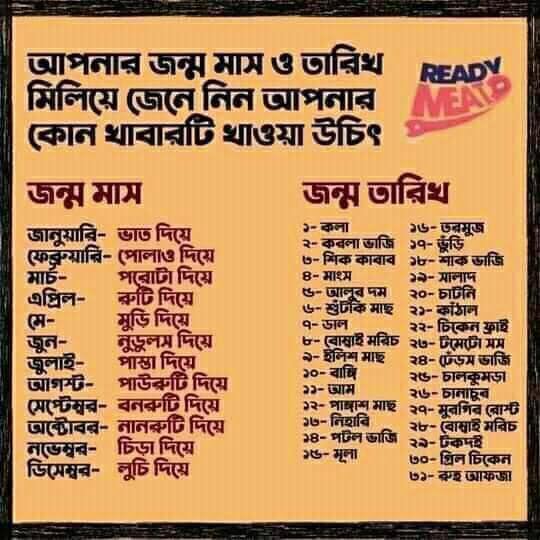 আপনার জন্ম মাস ও তারিখ
মিলিয়ে জেনে নিন আপনার
কোন খাবারটি খাওয়া উচিৎ
READY
MEAT
জন্ম মাস
জানুয়ারি- ভাত দিয়ে
ফেব্রুয়ারি- পোলাও দিয়ে
মার্চ- পরোটা দিয়ে
এপ্রিল- রুটি দিয়ে
মে- মুড়ি দিয়ে
জুন- নুডুলস দিয়ে
জুলাই- পাস্তা দিয়ে
আগস্ট- পাউরুটি দিয়ে
সেপ্টেম্বর- বনরুটি দিয়ে
অক্টোবর- নানরুটি দিয়ে
নভেম্বর- চিড়া দিয়ে
ডিসেম্বর- লুচি দিয়ে
জন্ম তারিখ
১- কলা
২- করলা ভাজি
৩- শিক কাবাব
৪- মাংস
৫- আলুর দম
৬- শুঁটকি মাছ
৭- ডাল
৮- বোম্বাই মরিচ
৯- ইলিশ মাছ
১০- বাঙ্গি
১১- আম
১২- পাঙ্গাশ মাছ
১৩- নিহারি
১৪- পটল ভাজি
১৫- মূলা
১৬- তরমুজ
১৭- ভুঁড়ি
১৮- শাক ভাজি
১৯- সালাদ
২০- চাটনি
২১- কাঁঠাল
২২- চিকেন ফ্রাই
২৩- টমেটো সস
২৪- ঢেঁড়স ভাজি
২৫- চালকুমড়া
২৬- চানাচুর
২৭- মুরগির রোস্ট
২৮- বোম্বাই মরিচ
২৯- টকদই
৩০- গ্রিল চিকেন
৩১- রুহ আফজা